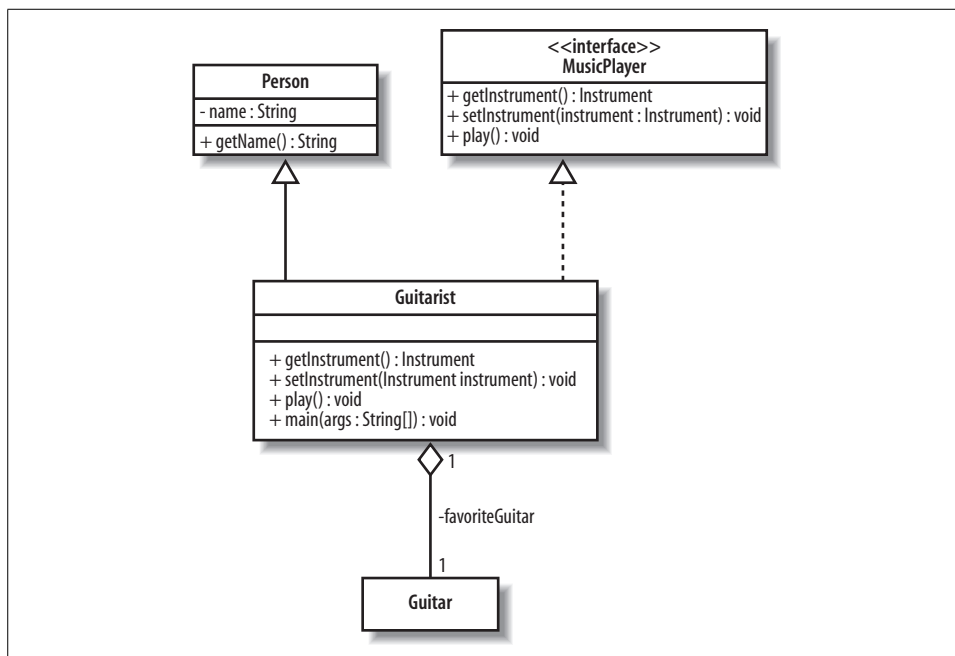 Person
- name : String
+ getName() : String
<<interface>>
MusicPlayer
+ getInstrument() : Instrument
+ setInstrument(instrument : Instrument) : void
+ play() : void
Guitarist
+ getInstrument() : Instrument
+ setInstrument(Instrument instrument) : void
+ play() : void
+ main(args : String[]) : void
1
-favoriteGuitar
1
Guitar